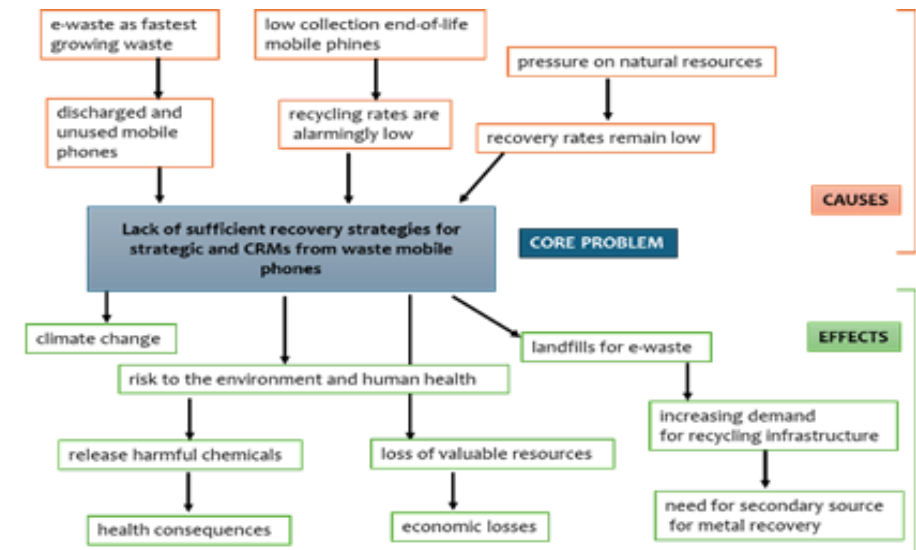 e-waste as fastest
growing waste
low collection end-of-life
mobile phines
pressure on natural resources
discharged and
unused mobile
phones
recycling rates are
alarmingly low
recovery rates remain low
CAUSES
Lack of sufficient recovery strategies for
strategic and CRMs from waste mobile
phones
CORE PROBLEM
climate change
landfills for e-waste
EFFECTS
risk to the environment and human health
increasing demand
for recycling infrastructure
release harmful chemicals
loss of valuable resources
need for secondary source
for metal recovery
health consequences
economic losses